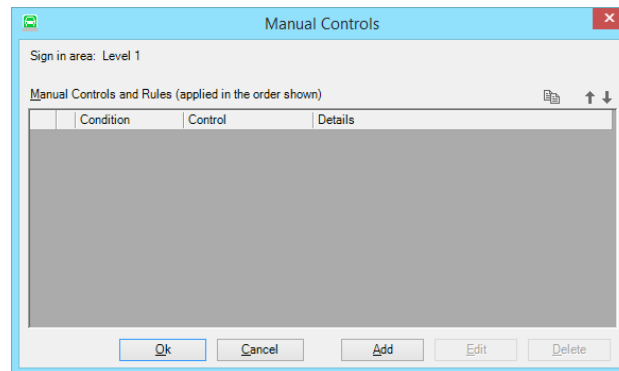 Manual Controls
Sign in area: Level 1
Manual Controls and Rules (applied in the order shown)
Condition Control Details
Ok Cancel Add Edit Delete